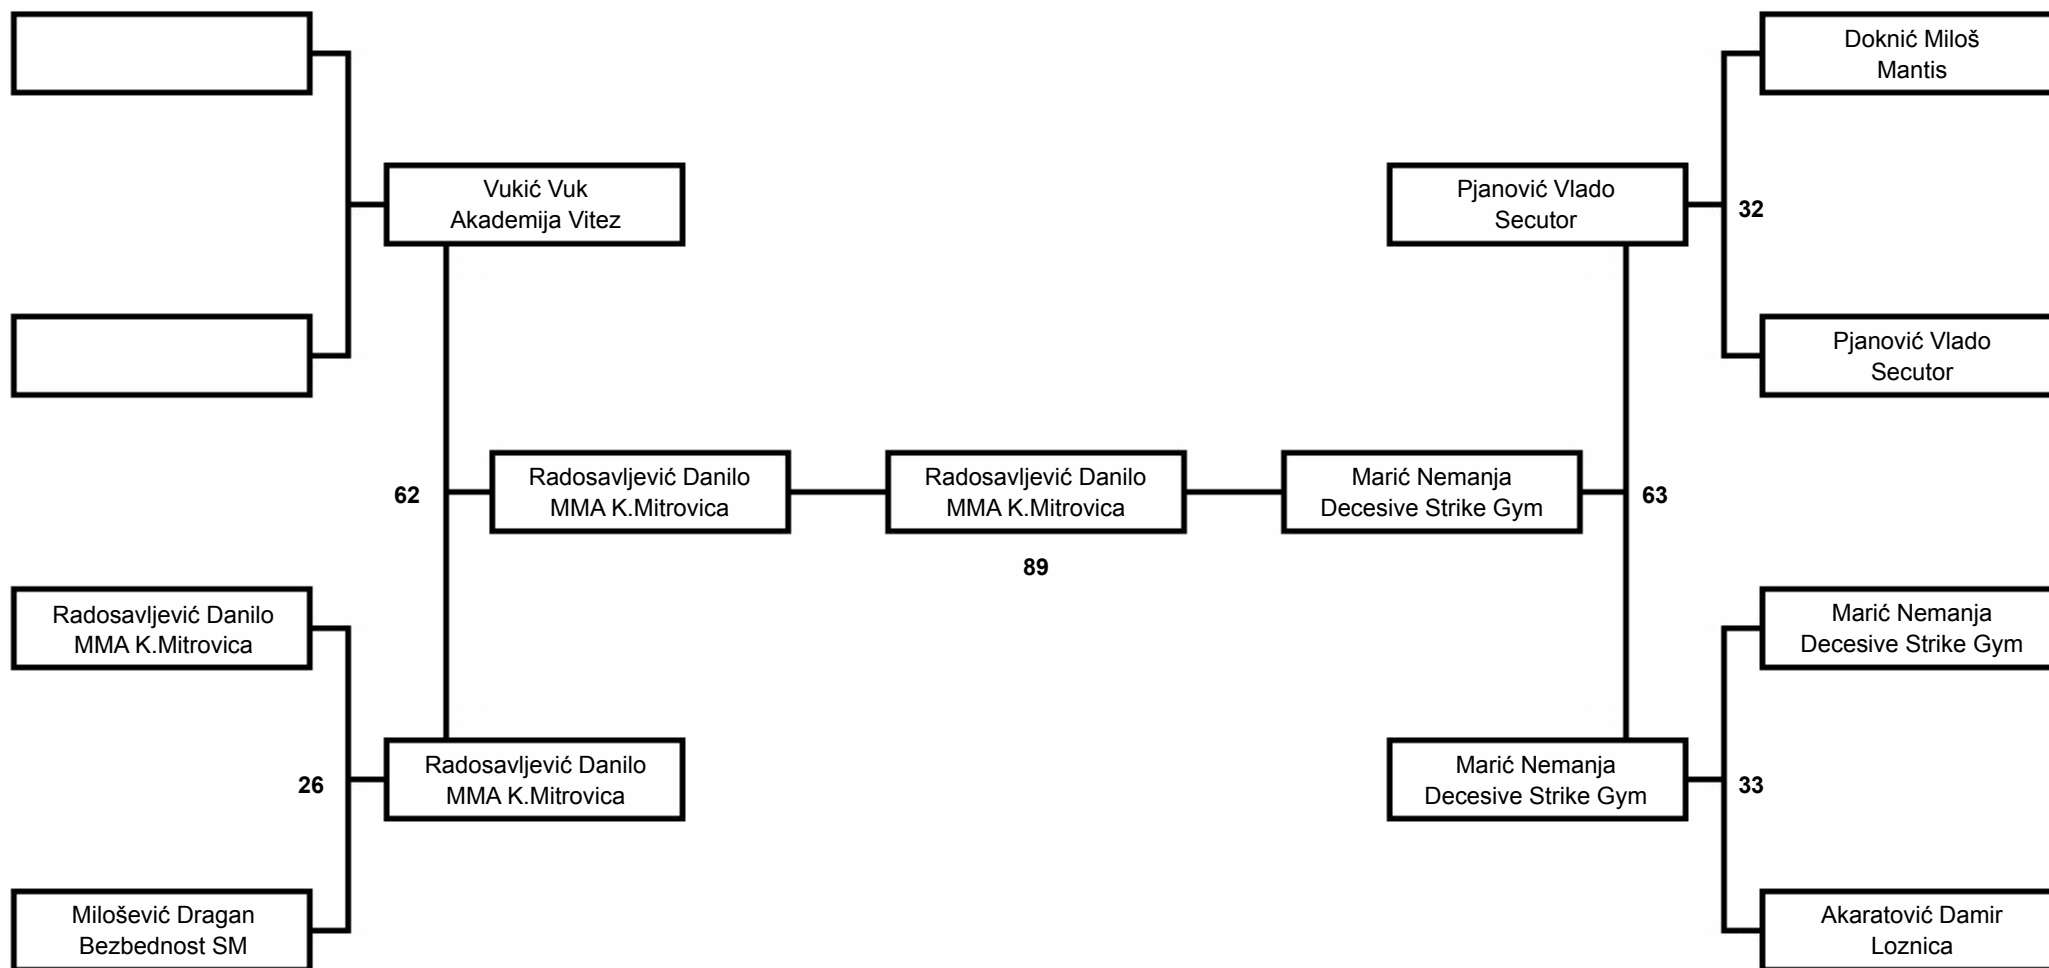 Doknić Miloš
Mantis
Vukić Vuk
Akademija Vitez
Pjanović Vlado
Secutor
32
Pjanović Vlado
Secutor
62
Radosavljević Danilo
MMA K.Mitrovica
Radosavljević Danilo
MMA K.Mitrovica
89
Marić Nemanja
Decesive Strike Gym
63
Radosavljević Danilo
MMA K.Mitrovica
Marić Nemanja
Decesive Strike Gym
26
Radosavljević Danilo
MMA K.Mitrovica
Marić Nemanja
Decesive Strike Gym
33
Milošević Dragan
Bezbednost SM
Akaratović Damir
Loznica